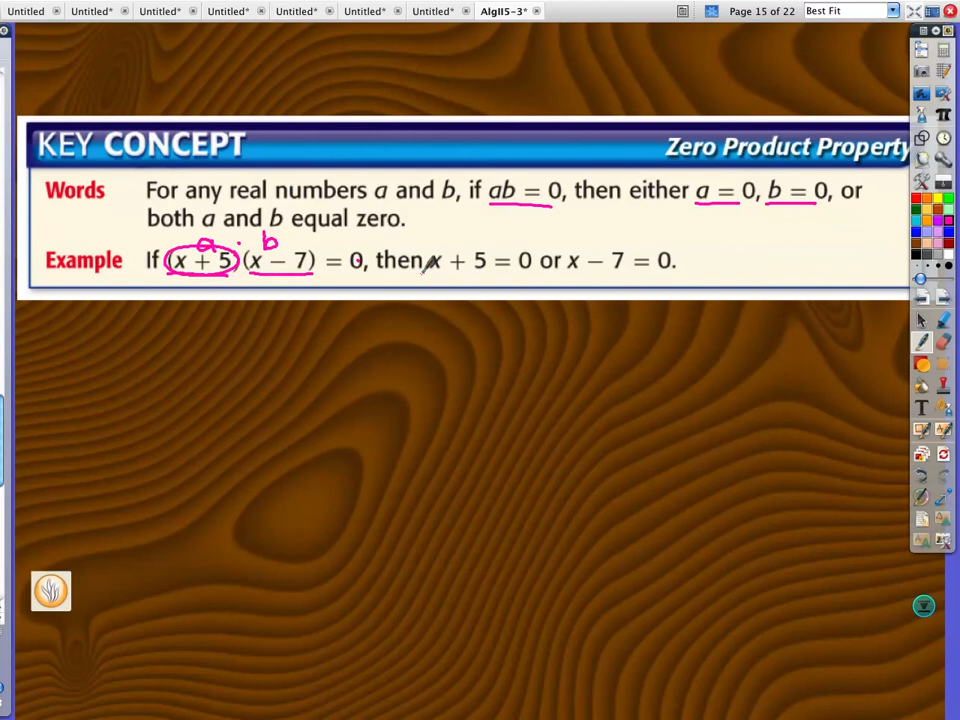 Untitled Untitled* Untitled* Untitled* Untitled* Untitled* Untitled* AlgII5-3* Page 15 of 22 Best Fit
KEY CONCEPT Zero Product Property
Words For any real numbers a and b, if ab = 0, then either a = 0, b = 0, or
both a and b equal zero.
a · b
Example If (x + 5)(x − 7) = 0, then x + 5 = 0 or x − 7 = 0.
π
T